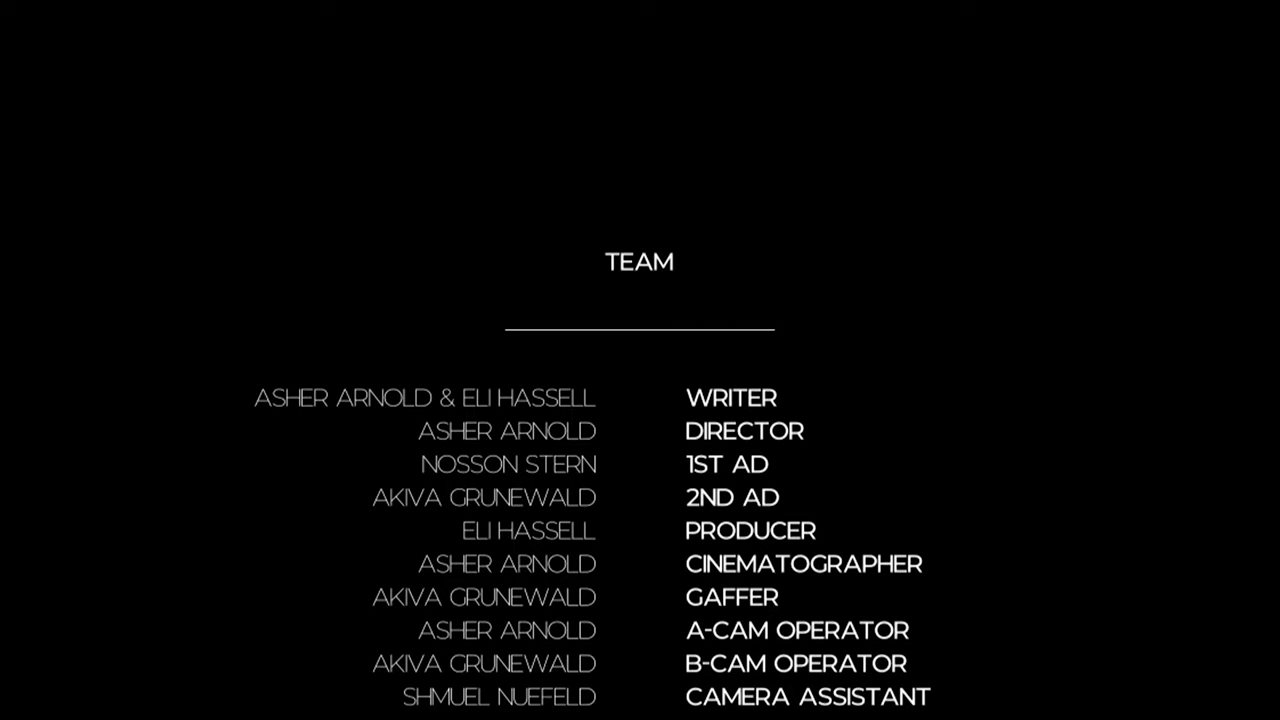 TEAM
ASHER ARNOLD & ELI HASSELL WRITER
ASHER ARNOLD DIRECTOR
NOSSON STERN 1ST AD
AKIVA GRUNEWALD 2ND AD
ELI HASSELL PRODUCER
ASHER ARNOLD CINEMATOGRAPHER
AKIVA GRUNEWALD GAFFER
ASHER ARNOLD A-CAM OPERATOR
AKIVA GRUNEWALD B-CAM OPERATOR
SHMUEL NUEFELD CAMERA ASSISTANT